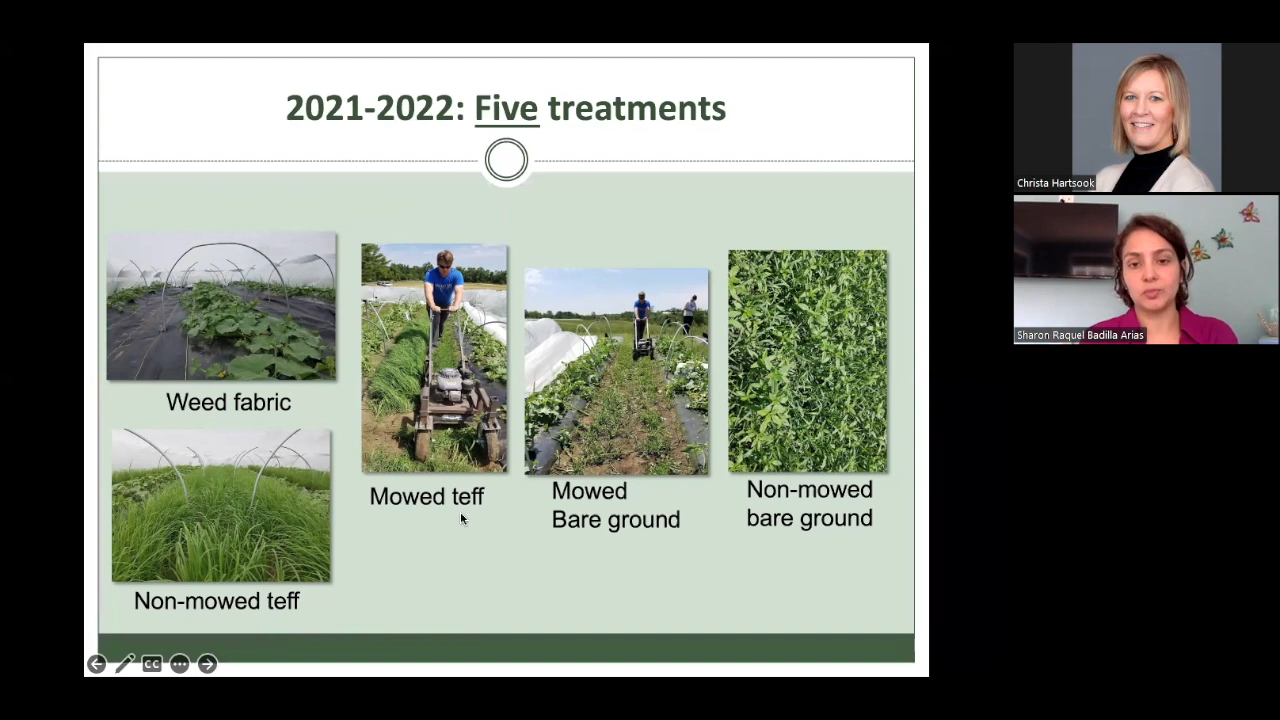 2021-2022: Five treatments
Weed fabric
Non-mowed teff
Mowed teff
Mowed
Bare ground
Non-mowed
bare ground
CC
Christa Hartsook
Sharon Raquel Badilla Arias